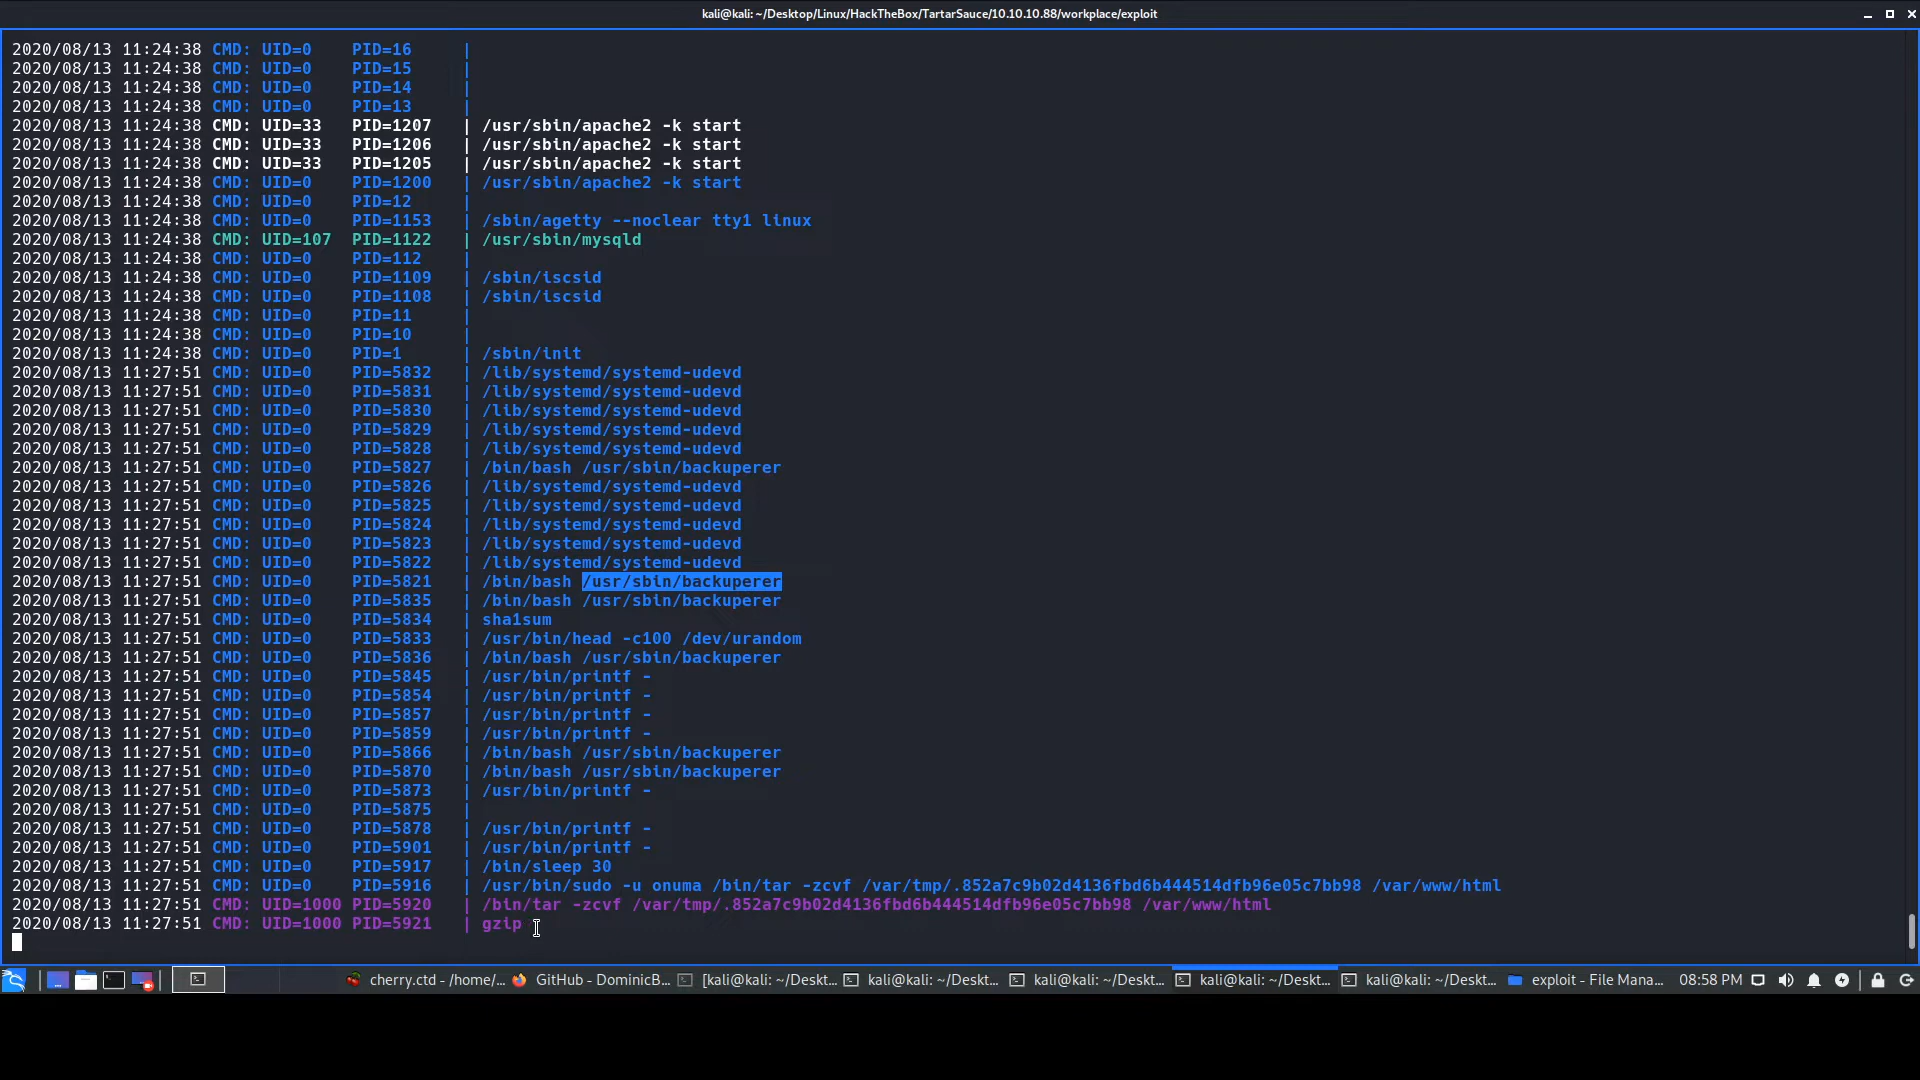 kali@kali: ~/Desktop/Linux/HackTheBox/TartarSauce/10.10.10.88/workplace/exploit
2020/08/13 11:24:38 CMD: UID=0    PID=16     |
2020/08/13 11:24:38 CMD: UID=0    PID=15     |
2020/08/13 11:24:38 CMD: UID=0    PID=14     |
2020/08/13 11:24:38 CMD: UID=0    PID=13     |
2020/08/13 11:24:38 CMD: UID=33   PID=1207   | /usr/sbin/apache2 -k start
2020/08/13 11:24:38 CMD: UID=33   PID=1206   | /usr/sbin/apache2 -k start
2020/08/13 11:24:38 CMD: UID=33   PID=1205   | /usr/sbin/apache2 -k start
2020/08/13 11:24:38 CMD: UID=0    PID=1200   | /usr/sbin/apache2 -k start
2020/08/13 11:24:38 CMD: UID=0    PID=12     |
2020/08/13 11:24:38 CMD: UID=0    PID=1153   | /sbin/agetty --noclear tty1 linux
2020/08/13 11:24:38 CMD: UID=107  PID=1122   | /usr/sbin/mysqld
2020/08/13 11:24:38 CMD: UID=0    PID=112    |
2020/08/13 11:24:38 CMD: UID=0    PID=1109   | /sbin/iscsid
2020/08/13 11:24:38 CMD: UID=0    PID=1108   | /sbin/iscsid
2020/08/13 11:24:38 CMD: UID=0    PID=11     |
2020/08/13 11:24:38 CMD: UID=0    PID=10     |
2020/08/13 11:24:38 CMD: UID=0    PID=1      | /sbin/init
2020/08/13 11:27:51 CMD: UID=0    PID=5832   | /lib/systemd/systemd-udevd
2020/08/13 11:27:51 CMD: UID=0    PID=5831   | /lib/systemd/systemd-udevd
2020/08/13 11:27:51 CMD: UID=0    PID=5830   | /lib/systemd/systemd-udevd
2020/08/13 11:27:51 CMD: UID=0    PID=5829   | /lib/systemd/systemd-udevd
2020/08/13 11:27:51 CMD: UID=0    PID=5828   | /lib/systemd/systemd-udevd
2020/08/13 11:27:51 CMD: UID=0    PID=5827   | /bin/bash /usr/sbin/backuperer
2020/08/13 11:27:51 CMD: UID=0    PID=5826   | /lib/systemd/systemd-udevd
2020/08/13 11:27:51 CMD: UID=0    PID=5825   | /lib/systemd/systemd-udevd
2020/08/13 11:27:51 CMD: UID=0    PID=5824   | /lib/systemd/systemd-udevd
2020/08/13 11:27:51 CMD: UID=0    PID=5823   | /lib/systemd/systemd-udevd
2020/08/13 11:27:51 CMD: UID=0    PID=5822   | /lib/systemd/systemd-udevd
2020/08/13 11:27:51 CMD: UID=0    PID=5821   | /bin/bash /usr/sbin/backuperer
2020/08/13 11:27:51 CMD: UID=0    PID=5835   | /bin/bash /usr/sbin/backuperer
2020/08/13 11:27:51 CMD: UID=0    PID=5834   | sha1sum
2020/08/13 11:27:51 CMD: UID=0    PID=5833   | /usr/bin/head -c100 /dev/urandom
2020/08/13 11:27:51 CMD: UID=0    PID=5836   | /bin/bash /usr/sbin/backuperer
2020/08/13 11:27:51 CMD: UID=0    PID=5845   | /usr/bin/printf -
2020/08/13 11:27:51 CMD: UID=0    PID=5854   | /usr/bin/printf -
2020/08/13 11:27:51 CMD: UID=0    PID=5857   | /usr/bin/printf -
2020/08/13 11:27:51 CMD: UID=0    PID=5859   | /usr/bin/printf -
2020/08/13 11:27:51 CMD: UID=0    PID=5866   | /bin/bash /usr/sbin/backuperer
2020/08/13 11:27:51 CMD: UID=0    PID=5870   | /bin/bash /usr/sbin/backuperer
2020/08/13 11:27:51 CMD: UID=0    PID=5873   | /usr/bin/printf -
2020/08/13 11:27:51 CMD: UID=0    PID=5875   |
2020/08/13 11:27:51 CMD: UID=0    PID=5878   | /usr/bin/printf -
2020/08/13 11:27:51 CMD: UID=0    PID=5901   | /usr/bin/printf -
2020/08/13 11:27:51 CMD: UID=0    PID=5917   | /bin/sleep 30
2020/08/13 11:27:51 CMD: UID=0    PID=5916   | /usr/bin/sudo -u onuma /bin/tar -zcvf /var/tmp/.852a7c9b02d4136fbd6b444514dfb96e05c7bb98 /var/www/html
2020/08/13 11:27:51 CMD: UID=1000 PID=5920   | /bin/tar -zcvf /var/tmp/.852a7c9b02d4136fbd6b444514dfb96e05c7bb98 /var/www/html
2020/08/13 11:27:51 CMD: UID=1000 PID=5921   | gzip
cherry.ctd - /home/... GitHub - DominicB... [kali@kali: ~/Deskt... kali@kali: ~/Deskt... kali@kali: ~/Deskt... kali@kali: ~/Deskt... kali@kali: ~/Deskt... exploit - File Mana... 08:58 PM